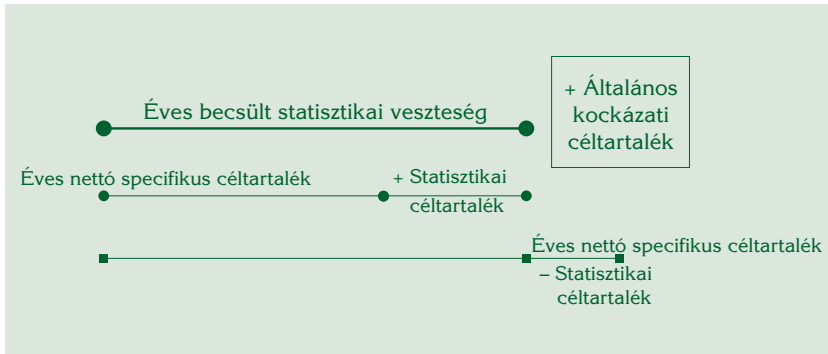 Éves becsült statisztikai veszteség
+ Általános
kockázati
céltartalék
Éves nettó specifikus céltartalék
+ Statisztikai
céltartalék
Éves nettó specifikus céltartalék
– Statisztikai
céltartalék